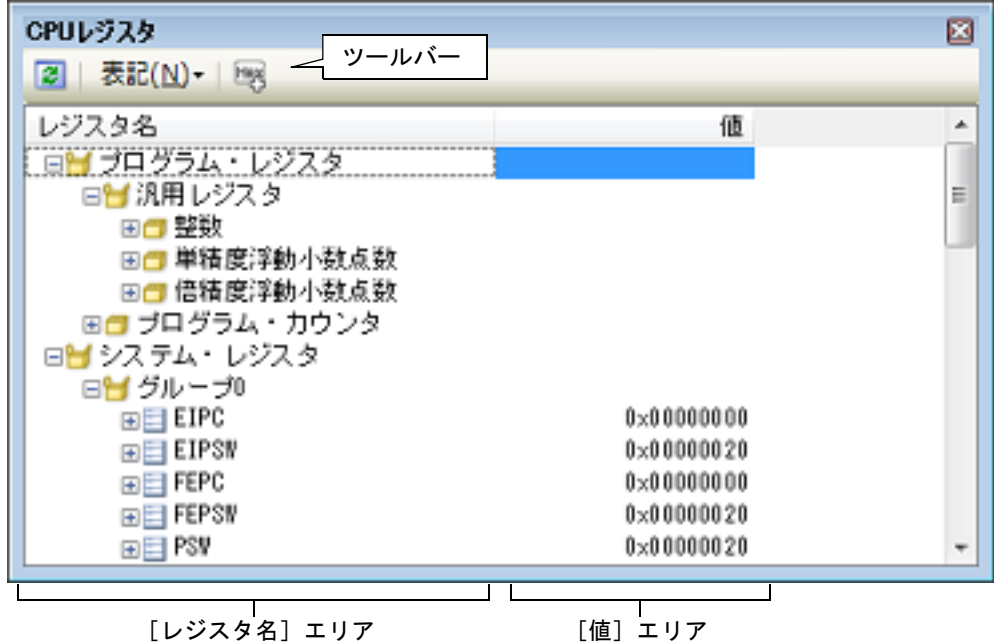 CPUレジスタ
表記(N)
Hex
ツールバー
レジスタ名 値
プログラム・レジスタ
汎用レジスタ
整数
単精度浮動小数点数
倍精度浮動小数点数
プログラム・カウンタ
システム・レジスタ
グループ0
EIPC 0x00000000
EIPSW 0x00000020
FEPC 0x00000000
FEPSW 0x00000020
PSW 0x00000020
［レジスタ名］エリア ［値］エリア